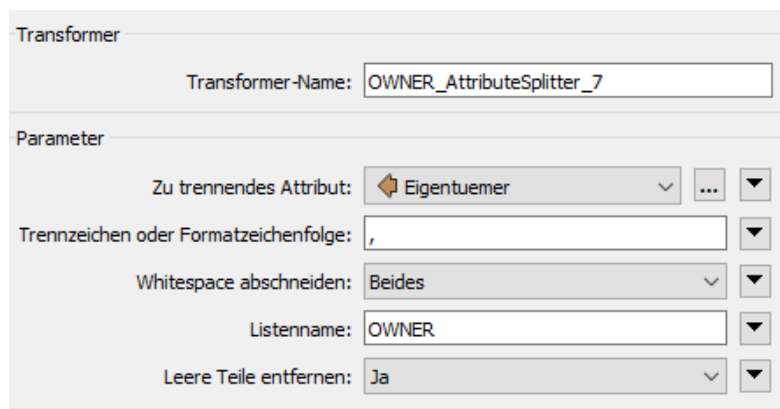 Transformer
Transformer-Name: OWNER_AttributeSplitter_7
Parameter
Zu trennendes Attribut: Eigentuemer ...
Trennzeichen oder Formatzeichenfolge: ,
Whitespace abschneiden: Beides
Listenname: OWNER
Leere Teile entfernen: Ja